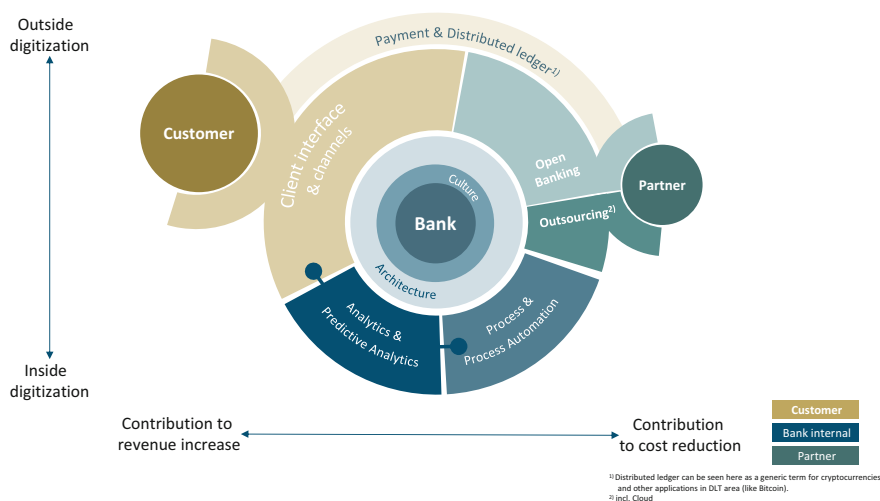 Outside
digitization
Payment & Distributed ledger¹⁾
Customer
Client interface
& channels
Open
Banking
Partner
Culture
Bank
Outsourcing²⁾
Architecture
Analytics &
Predictive Analytics
Process &
Process Automation
Inside
digitization
Contribution to
revenue increase
Contribution
to cost reduction
Customer
Bank internal
Partner
¹⁾ Distributed ledger can be seen here as a generic term for cryptocurrencies
and other applications in DLT area (like Bitcoin).
²⁾ incl. Cloud